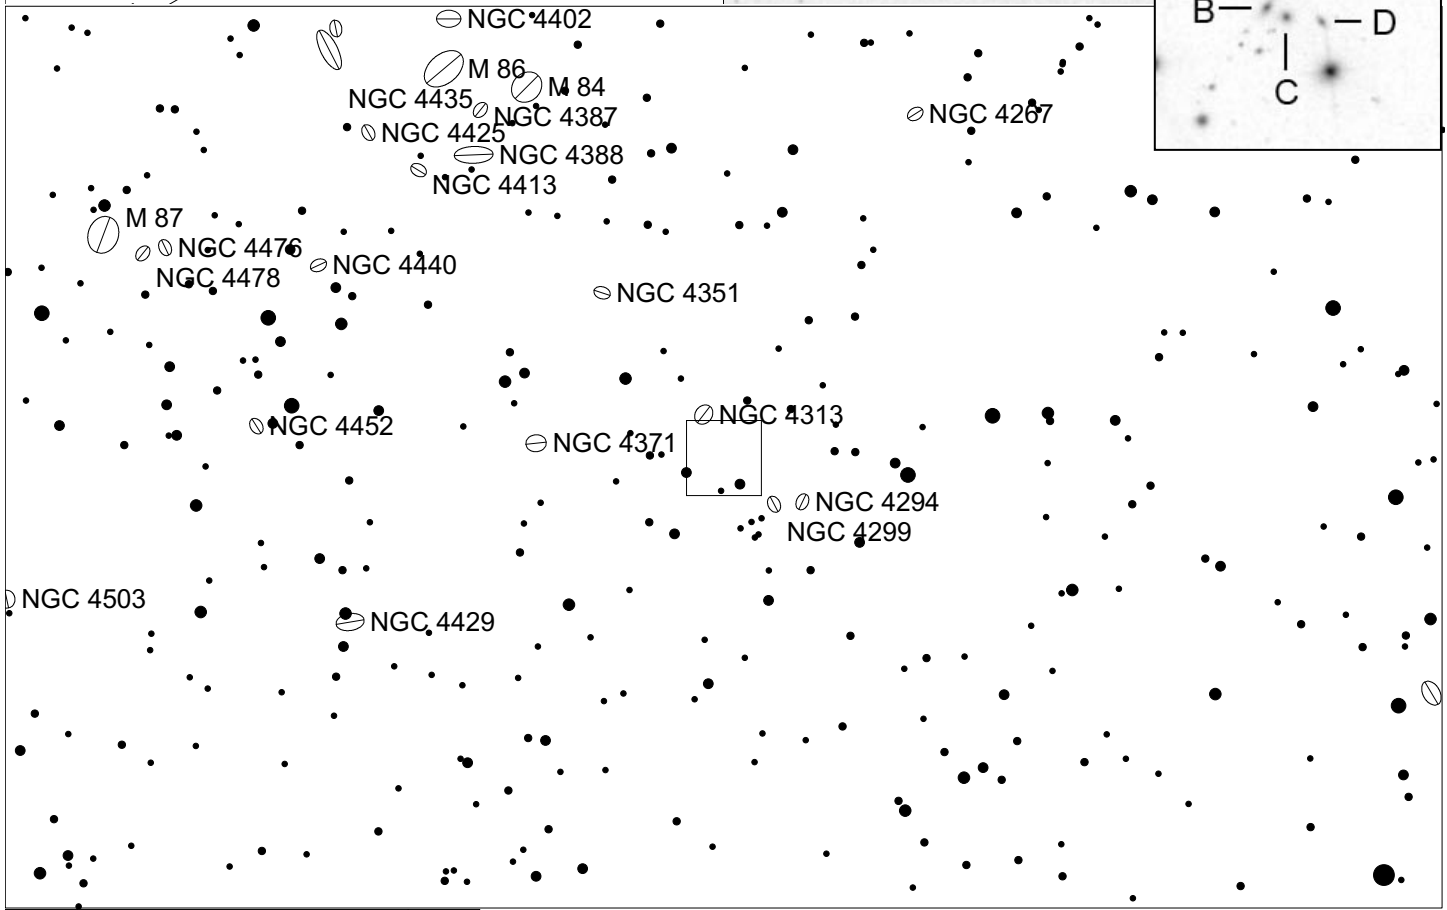 NGC 4402
B
D
M 86
M 84
C
NGC 4435
NGC 4387
NGC 4267
NGC 4425
NGC 4388
NGC 4413
M 87
NGC 4476
NGC 4440
NGC 4478
NGC 4351
NGC 4313
NGC 4452
NGC 4371
NGC 4294
NGC 4299
NGC 4503
NGC 4429